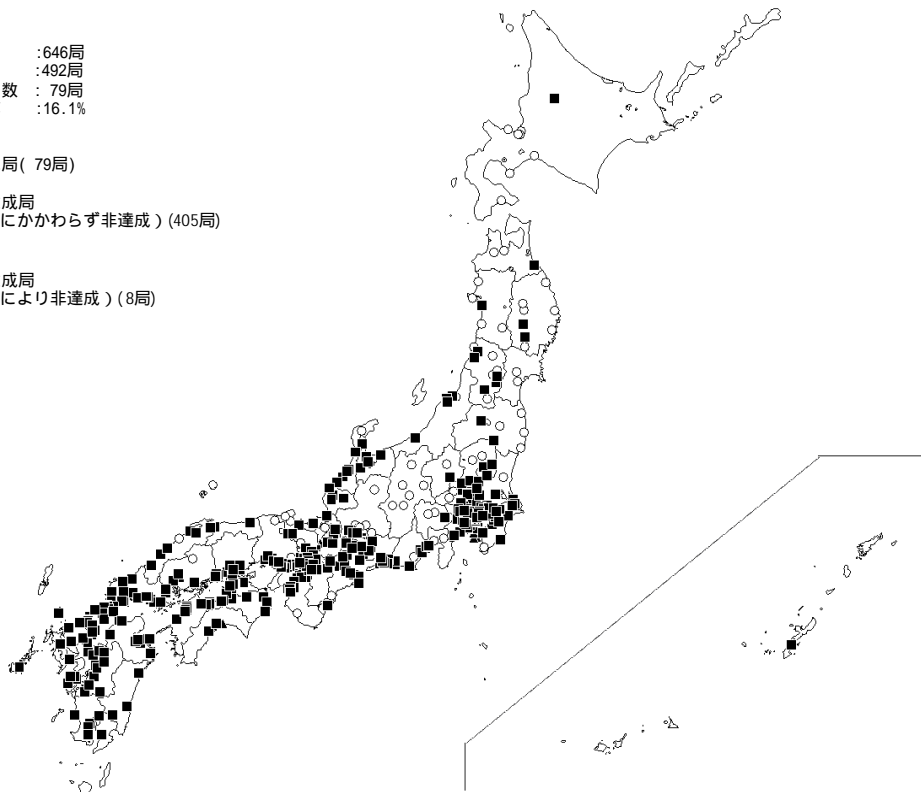 :646局
:492局
数 : 79局
:16.1%
局( 79局)
成局
にかかわらず非達成)(405局)
成局
により非達成)(8局)